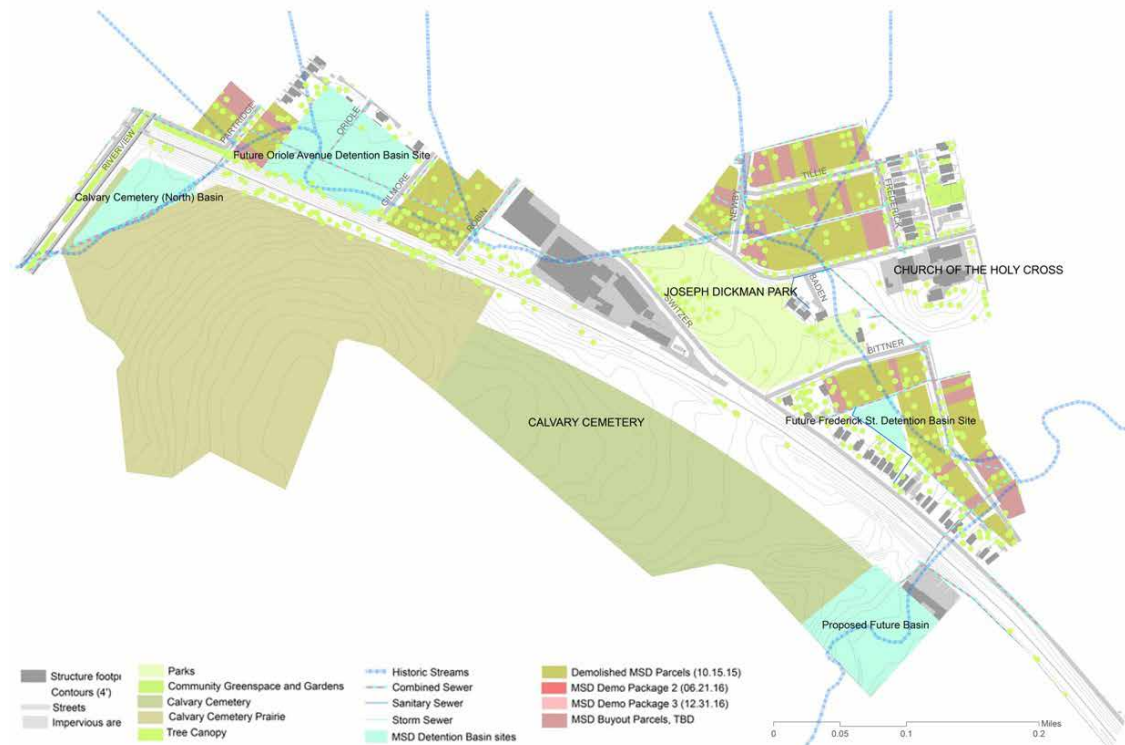 RIVERVIEW
PARTRIDGE
ORIOLE
Future Oriole Avenue Detention Basin Site
Calvary Cemetery (North) Basin
GILMORE
ROBIN
TILLIE
NEWBY
FREDERICK
CHURCH OF THE HOLY CROSS
JOSEPH DICKMAN PARK
BADEN
SWITZER
BITTNER
CALVARY CEMETERY
Future Frederick St. Detention Basin Site
Proposed Future Basin
Structure footpr
Contours (4')
Streets
Impervious are
Parks
Community Greenspace and Gardens
Calvary Cemetery
Calvary Cemetery Prairie
Tree Canopy
Historic Streams
Combined Sewer
Sanitary Sewer
Storm Sewer
MSD Detention Basin sites
Demolished MSD Parcels (10.15.15)
MSD Demo Package 2 (06.21.16)
MSD Demo Package 3 (12.31.16)
MSD Buyout Parcels, TBD
Miles
0 0.05 0.1 0.2